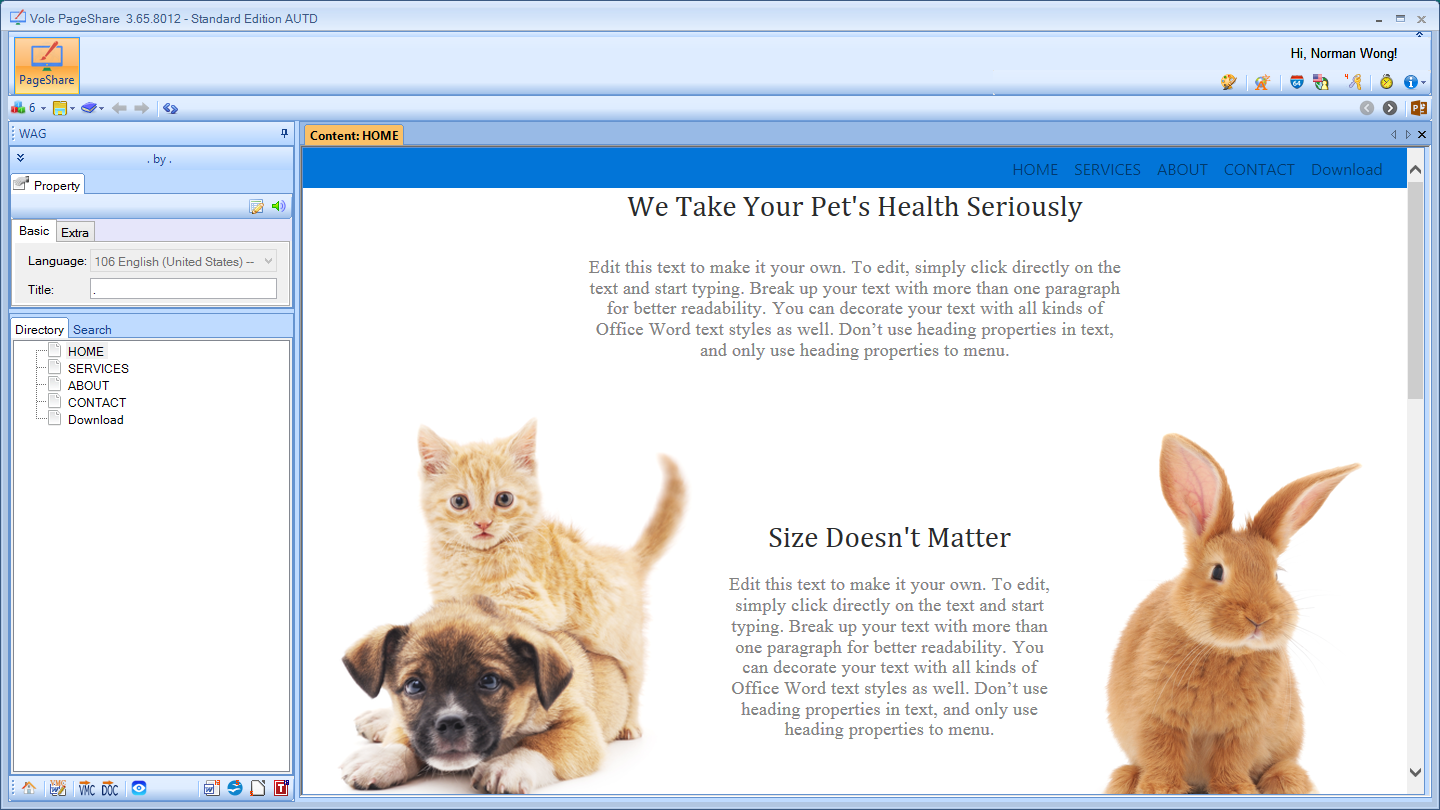 Vole PageShare 3.65.8012 - Standard Edition AUTD
Hi, Norman Wong!
PageShare
64
6
P
WAG
. by .
Property
Basic
Extra
Language:
106 English (United States) --
Title:
.
Directory
Search
HOME
SERVICES
ABOUT
CONTACT
Download
VMC
DOC
W
T
Content: HOME
HOME SERVICES ABOUT CONTACT Download
We Take Your Pet's Health Seriously
Edit this text to make it your own. To edit, simply click directly on the
text and start typing. Break up your text with more than one paragraph
for better readability. You can decorate your text with all kinds of
Office Word text styles as well. Don’t use heading properties in text,
and only use heading properties to menu.
Size Doesn't Matter
Edit this text to make it your own. To edit,
simply click directly on the text and start
typing. Break up your text with more than
one paragraph for better readability. You
can decorate your text with all kinds of
Office Word text styles as well. Don’t use
heading properties in text, and only use
heading properties to menu.